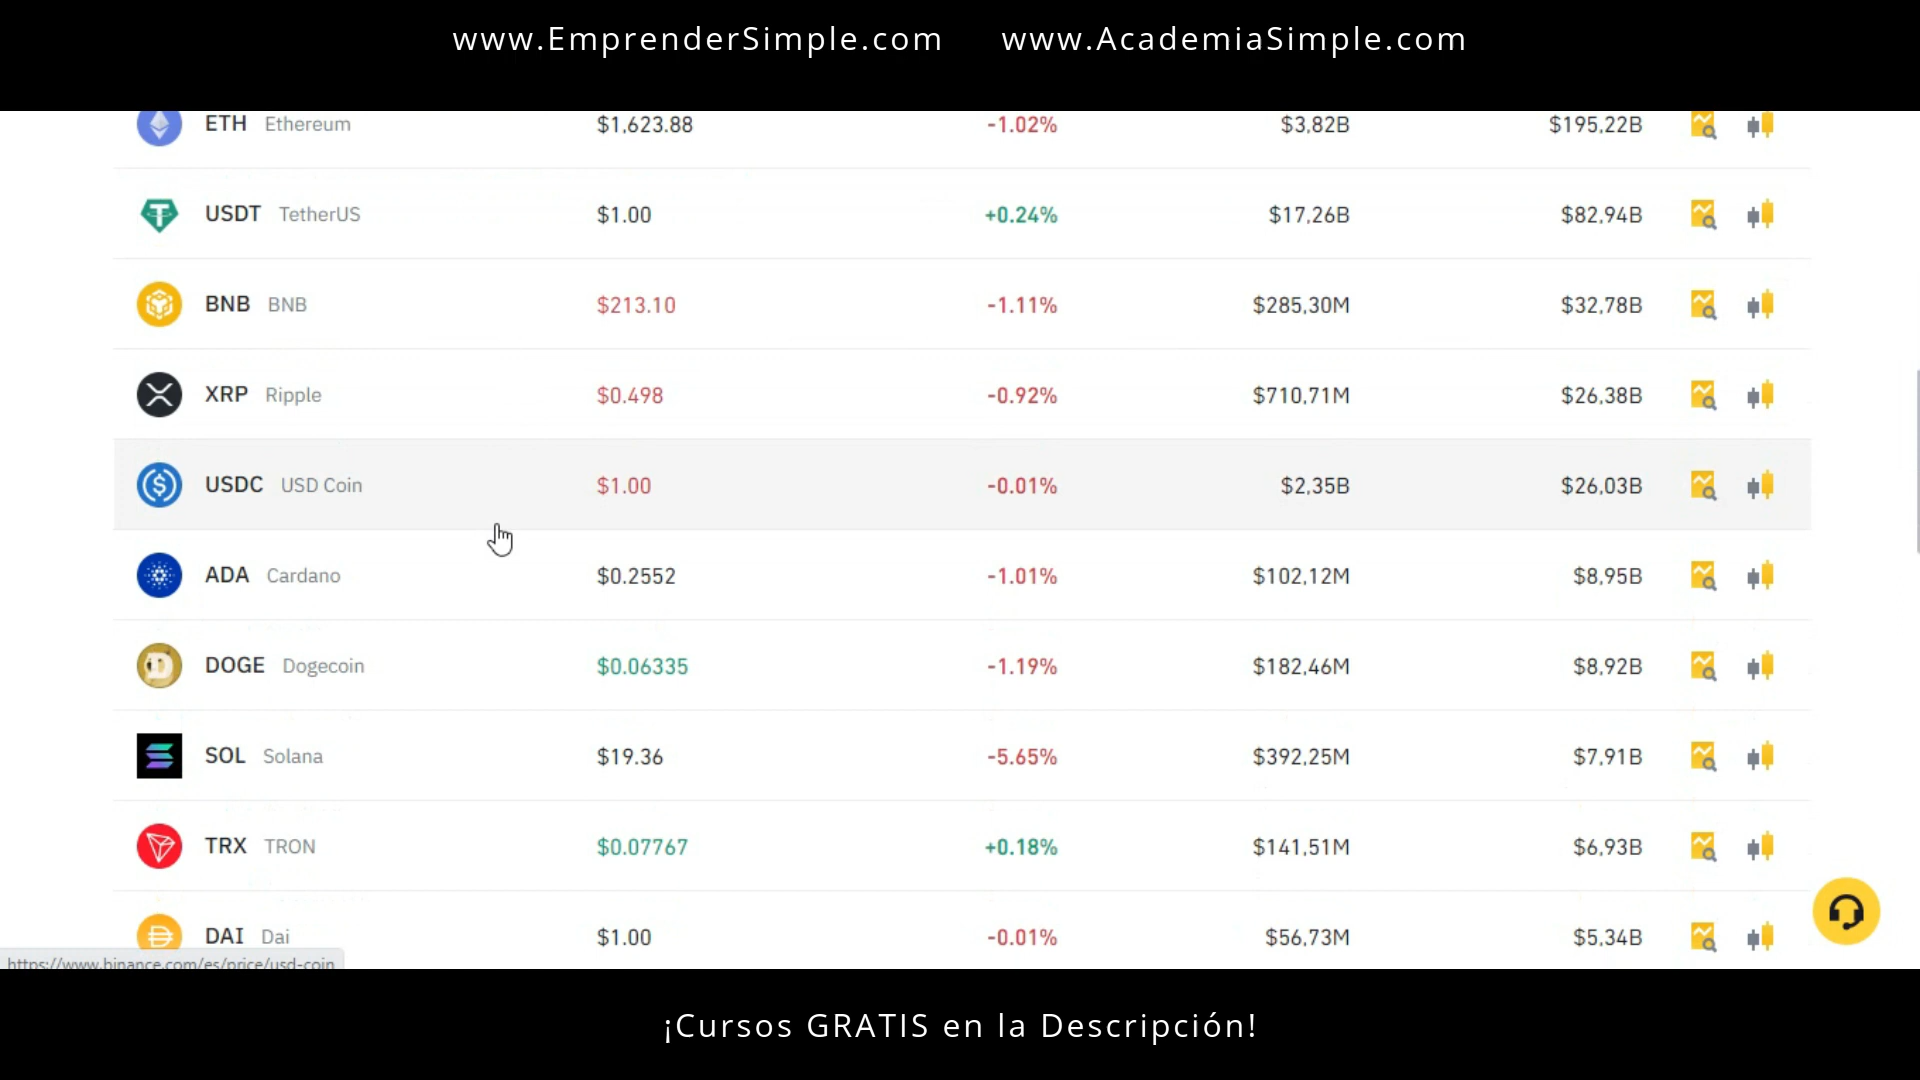 www.EmprenderSimple.com www.AcademiaSimple.com
ETH Ethereum $1,623.88 -1.02% $3,82B $195,22B
USDT TetherUS $1.00 +0.24% $17,26B $82,94B
BNB BNB $213.10 -1.11% $285,30M $32,78B
XRP Ripple $0.498 -0.92% $710,71M $26,38B
USDC USD Coin $1.00 -0.01% $2,35B $26,03B
ADA Cardano $0.2552 -1.01% $102,12M $8,95B
DOGE Dogecoin $0.06335 -1.19% $182,46M $8,92B
SOL Solana $19.36 -5.65% $392,25M $7,91B
TRX TRON $0.07767 +0.18% $141,51M $6,93B
DAI Dai $1.00 -0.01% $56,73M $5,34B
https://www.binance.com/es/price/usd-coin
¡Cursos GRATIS en la Descripción!